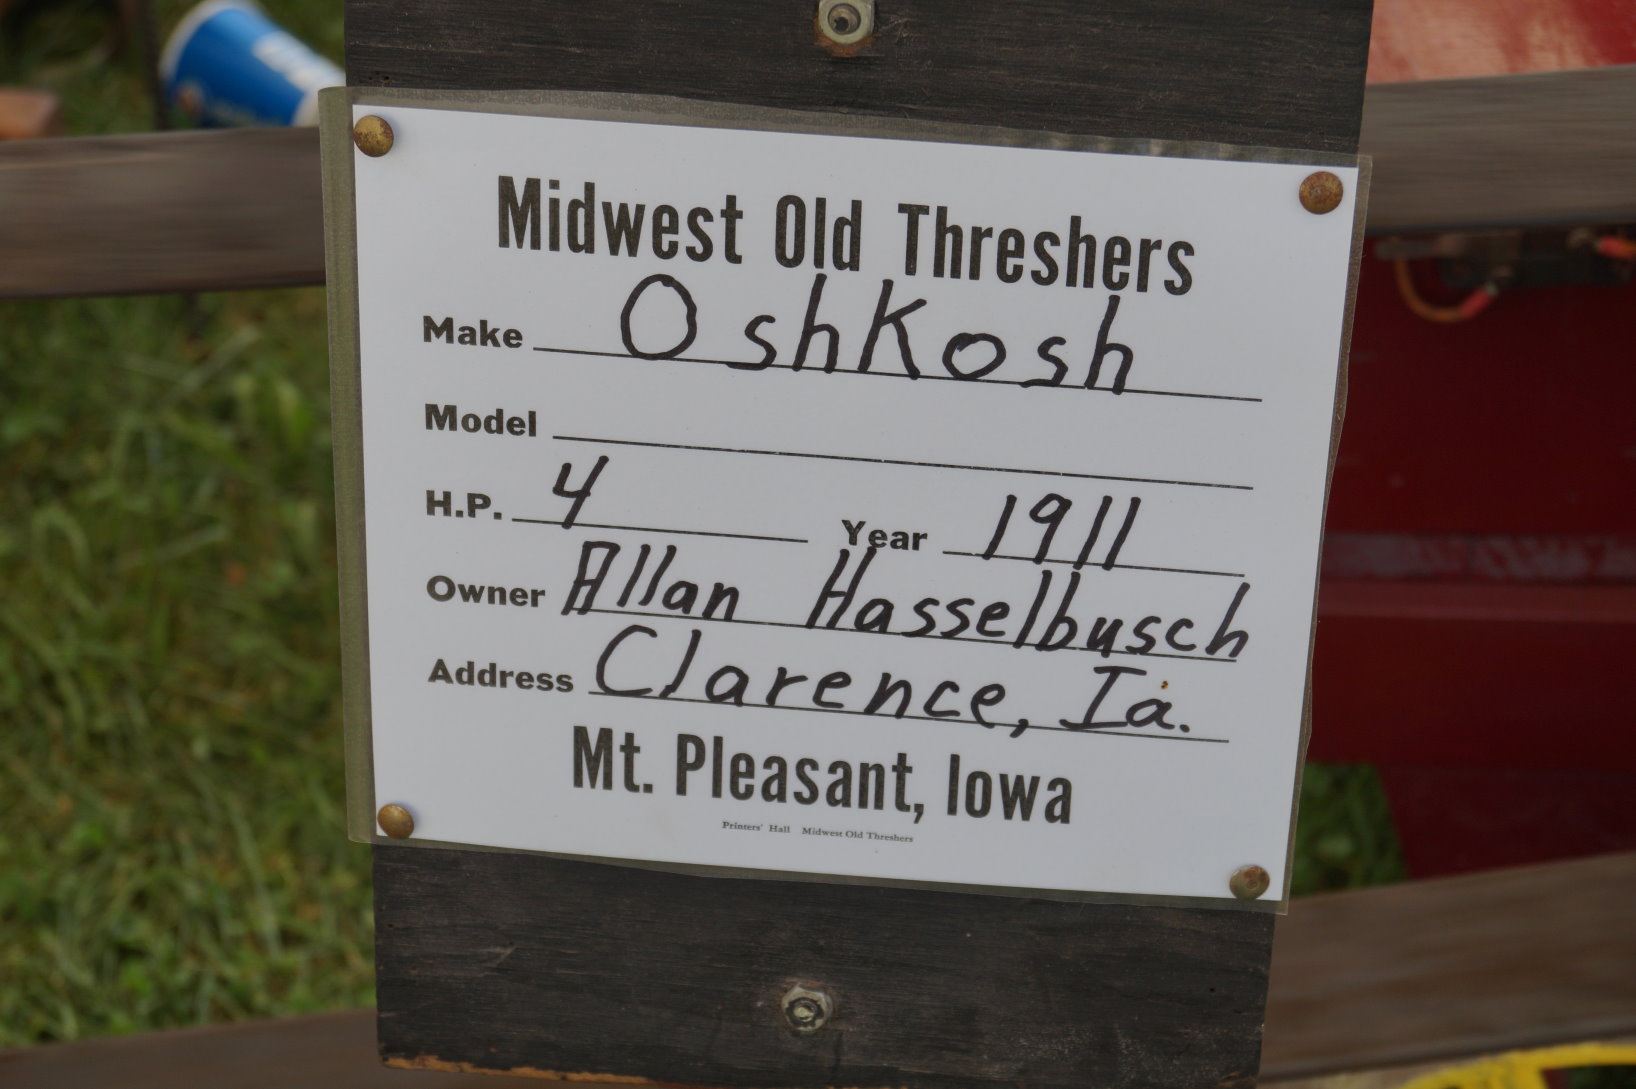 Midwest Old Threshers
Make OshKosh
Model
H.P. 4 Year 1911
Owner Allan Hasselbusch
Address Clarence, Ia.
Mt. Pleasant, Iowa
Printers' Hall Midwest Old Threshers